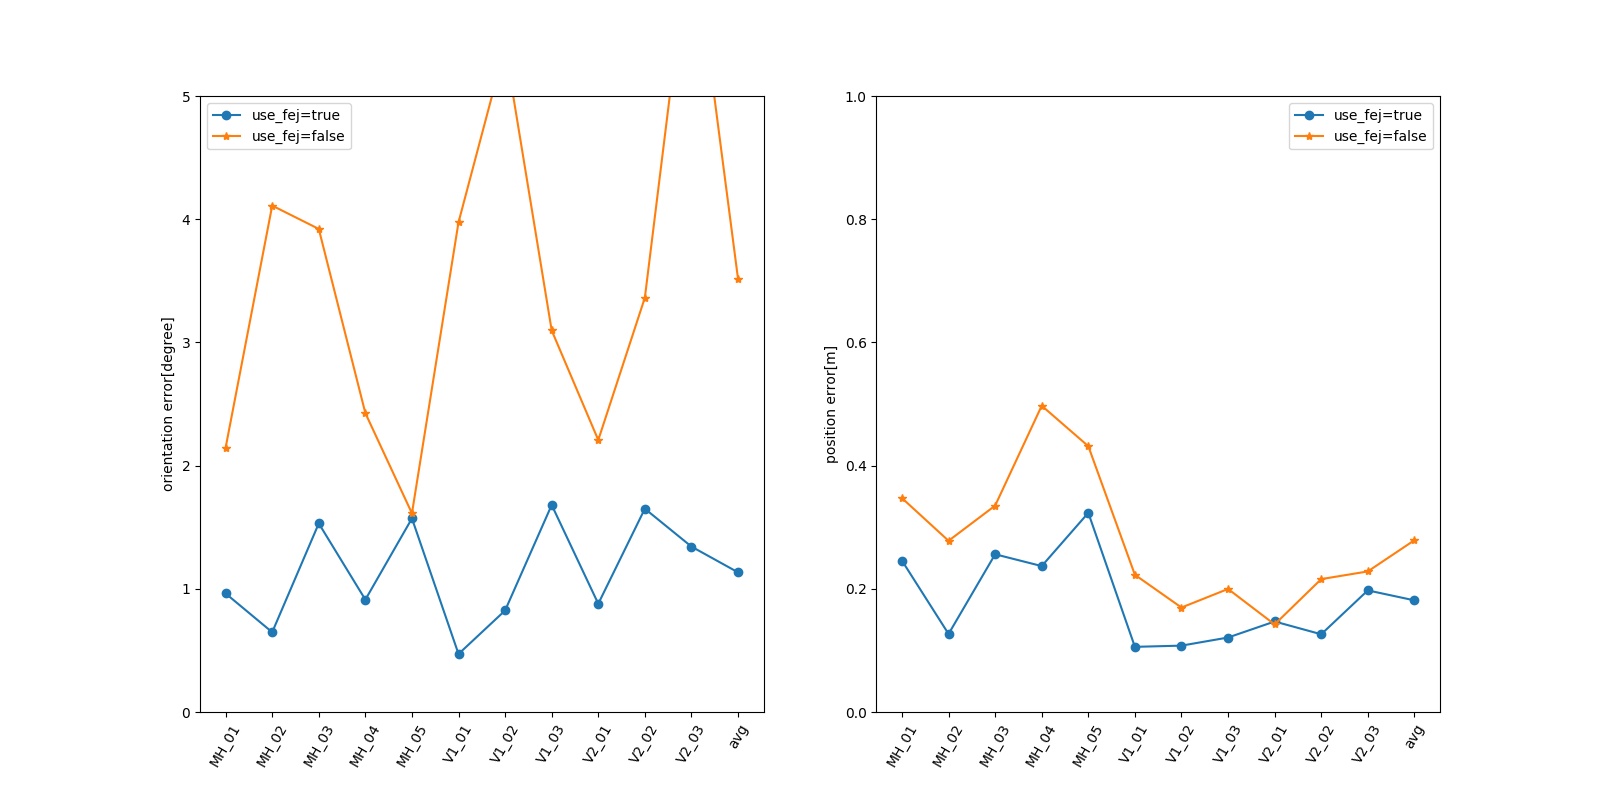 5
4
3
2
1
0
orientation error[degree]
use_fej=true
use_fej=false
MH_01
MH_02
MH_03
MH_04
MH_05
V1_01
V1_02
V1_03
V2_01
V2_02
V2_03
avg
1.0
0.8
0.6
0.4
0.2
0.0
position error[m]
use_fej=true
use_fej=false
MH_01
MH_02
MH_03
MH_04
MH_05
V1_01
V1_02
V1_03
V2_01
V2_02
V2_03
avg